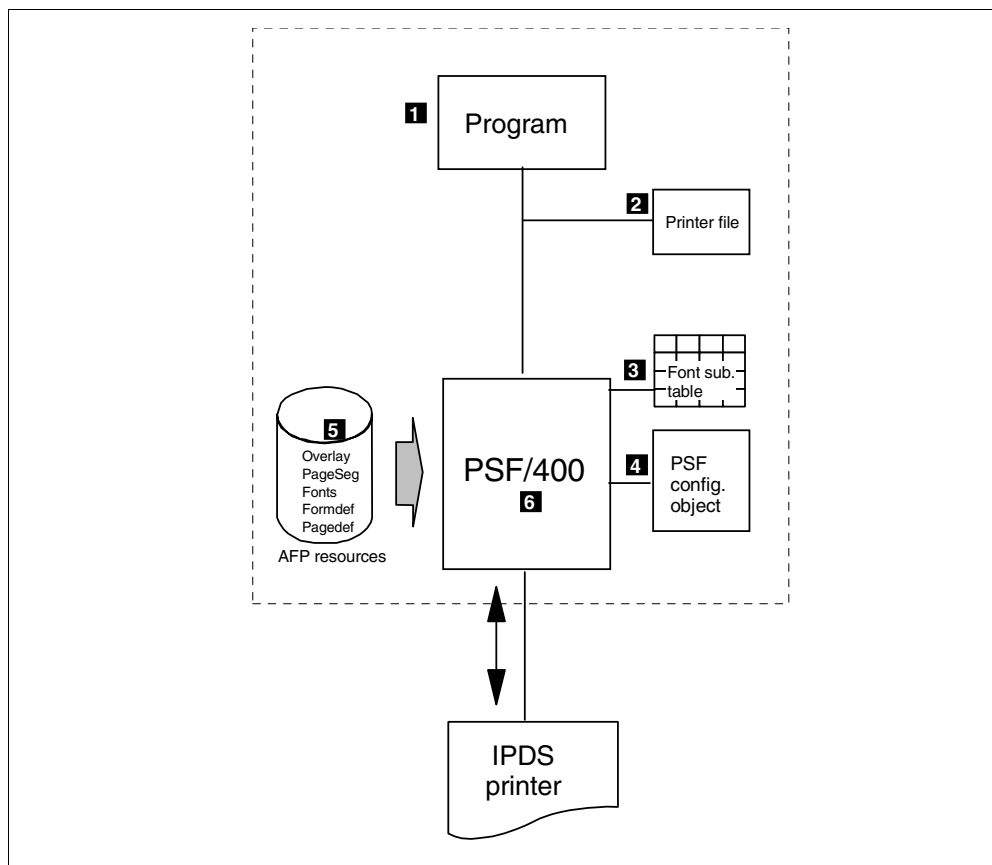 1
Program
2
Printer file
3
Font sub.
table
5
Overlay
PageSeg
Fonts
Formdef
Pagedef
AFP resources
PSF/400
6
4
PSF
config.
object
IPDS
printer